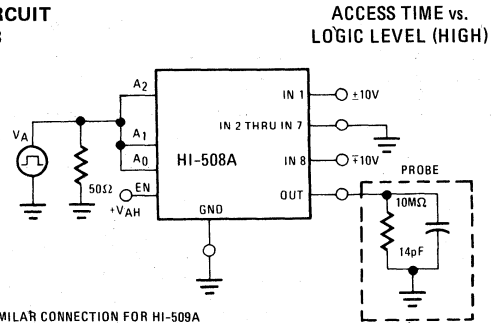 RCUIT
ACCESS TIME vs.
LOGIC LEVEL (HIGH)
A2
IN 1
±10V
VA
A1
IN 2 THRU IN 7
A0
HI-508A
IN 8
∓10V
50Ω
EN
OUT
PROBE
+VAH
GND
10MΩ
14pF
MILAR CONNECTION FOR HI-509A